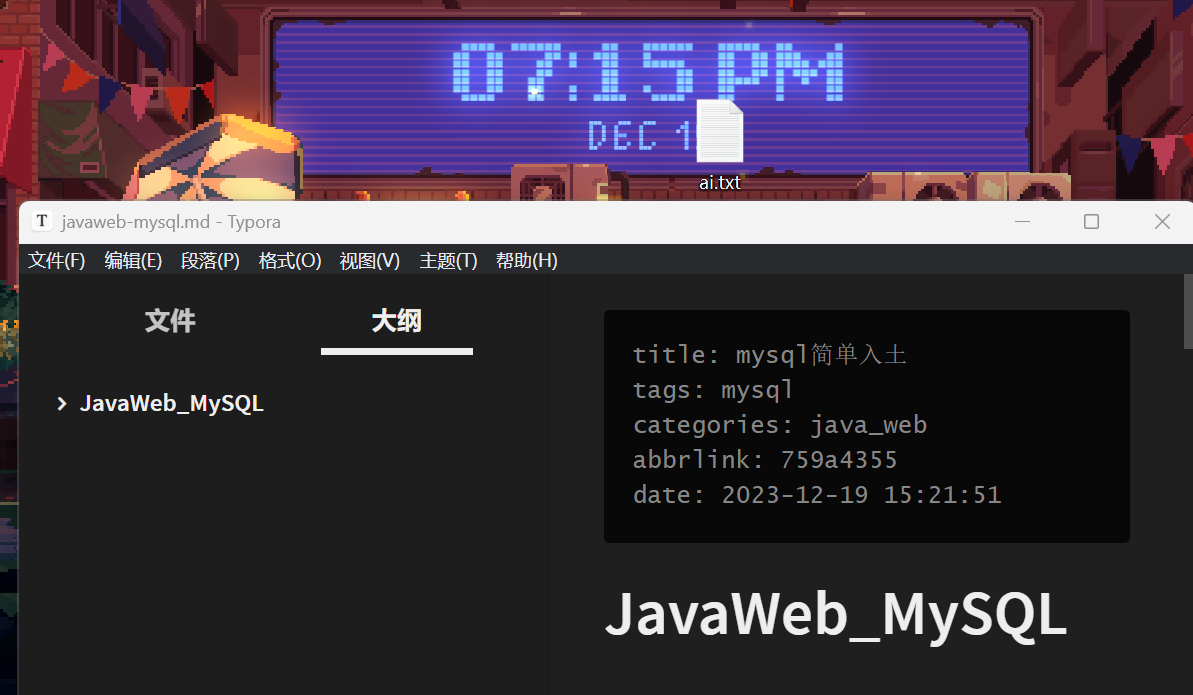 07:15 PM
DEC 1
ai.txt
T javaweb-mysql.md - Typora
文件(F) 编辑(E) 段落(P) 格式(O) 视图(V) 主题(T) 帮助(H)
文件 大纲
JavaWeb_MySQL
title: mysql简单入土
tags: mysql
categories: java_web
abbrlink: 759a4355
date: 2023-12-19 15:21:51
JavaWeb_MySQL